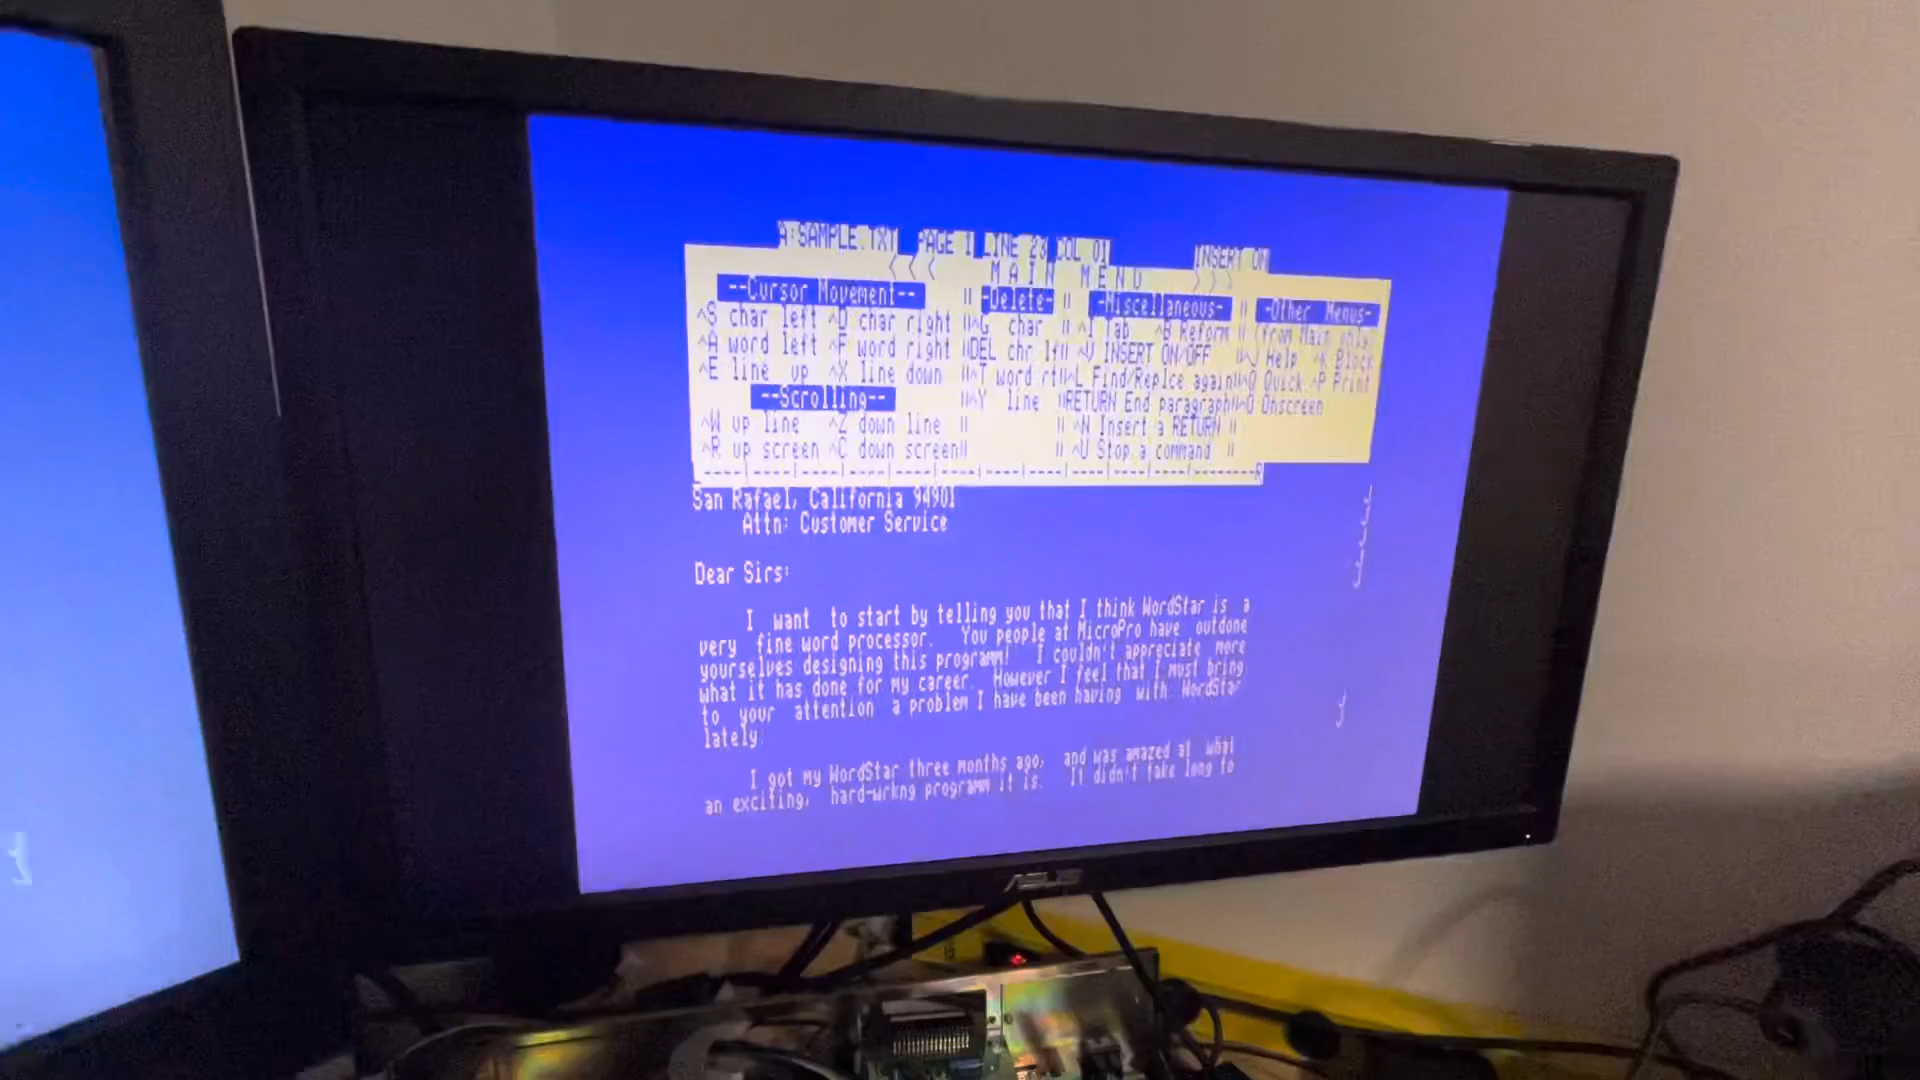 A:SAMPLE.TXT PAGE 1 LINE 23 COL 01 INSERT ON
< < < M A I N M E N U > > >
--Cursor Movement-- || -Delete- || -Miscellaneous- || -Other Menus-
^S char left ^D char right ||^G char || ^I Tab ^B Reform || (from Main only)
^A word left ^F word right ||DEL chr lf|| ^V INSERT ON/OFF ||^J Help ^K Block
^E line up ^X line down ||^T word rt||^L Find/Replce again||^Q Quick ^P Print
--Scrolling-- ||^Y line ||RETURN End paragraph||^O Onscreen
^W up line ^Z down line || || ^N Insert a RETURN ||
^R up screen ^C down screen|| || ^U Stop a command ||
San Rafael, California 94901
Attn: Customer Service
Dear Sirs:
I want to start by telling you that I think WordStar is a
very fine word processor. You people at MicroPro have outdone
yourselves designing this programm! I couldn't appreciate more
what it has done for my career. However I feel that I must bring
to your attention a problem I have been having with WordStar
lately.
I got my WordStar three months ago, and was amazed at what
an exciting, hard-wrkng programm it is. It didn't take long to
ASUS